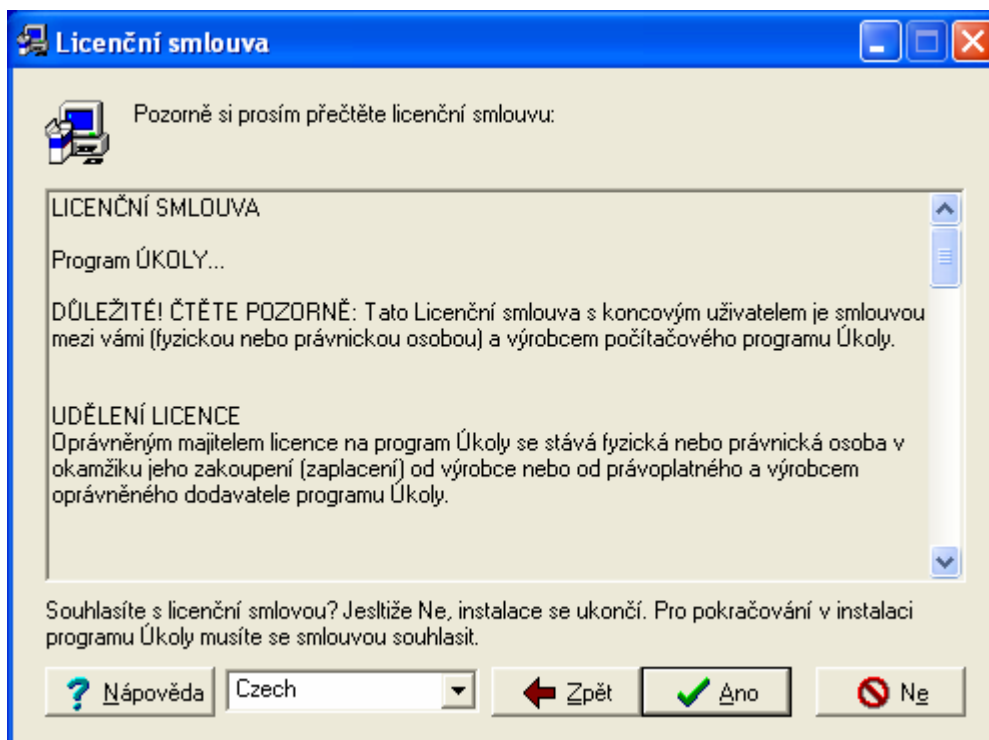 Licenční smlouva
Pozorně si prosím přečtěte licenční smlouvu:
LICENČNÍ SMLOUVA
Program ÚKOLY...
DŮLEŽITÉ! ČTĚTE POZORNĚ: Tato Licenční smlouva s koncovým uživatelem je smlouvou
mezi vámi (fyzickou nebo právnickou osobou) a výrobcem počítačového programu Úkoly.
UDĚLENÍ LICENCE
Oprávněným majitelem licence na program Úkoly se stává fyzická nebo právnická osoba v
okamžiku jeho zakoupení (zaplacení) od výrobce nebo od právoplatného a výrobcem
oprávněného dodavatele programu Úkoly.
Souhlasíte s licenční smlovou? Jesltiže Ne, instalace se ukončí. Pro pokračování v instalaci
programu Úkoly musíte se smlouvou souhlasit.
Nápověda Czech Zpět Ano Ne